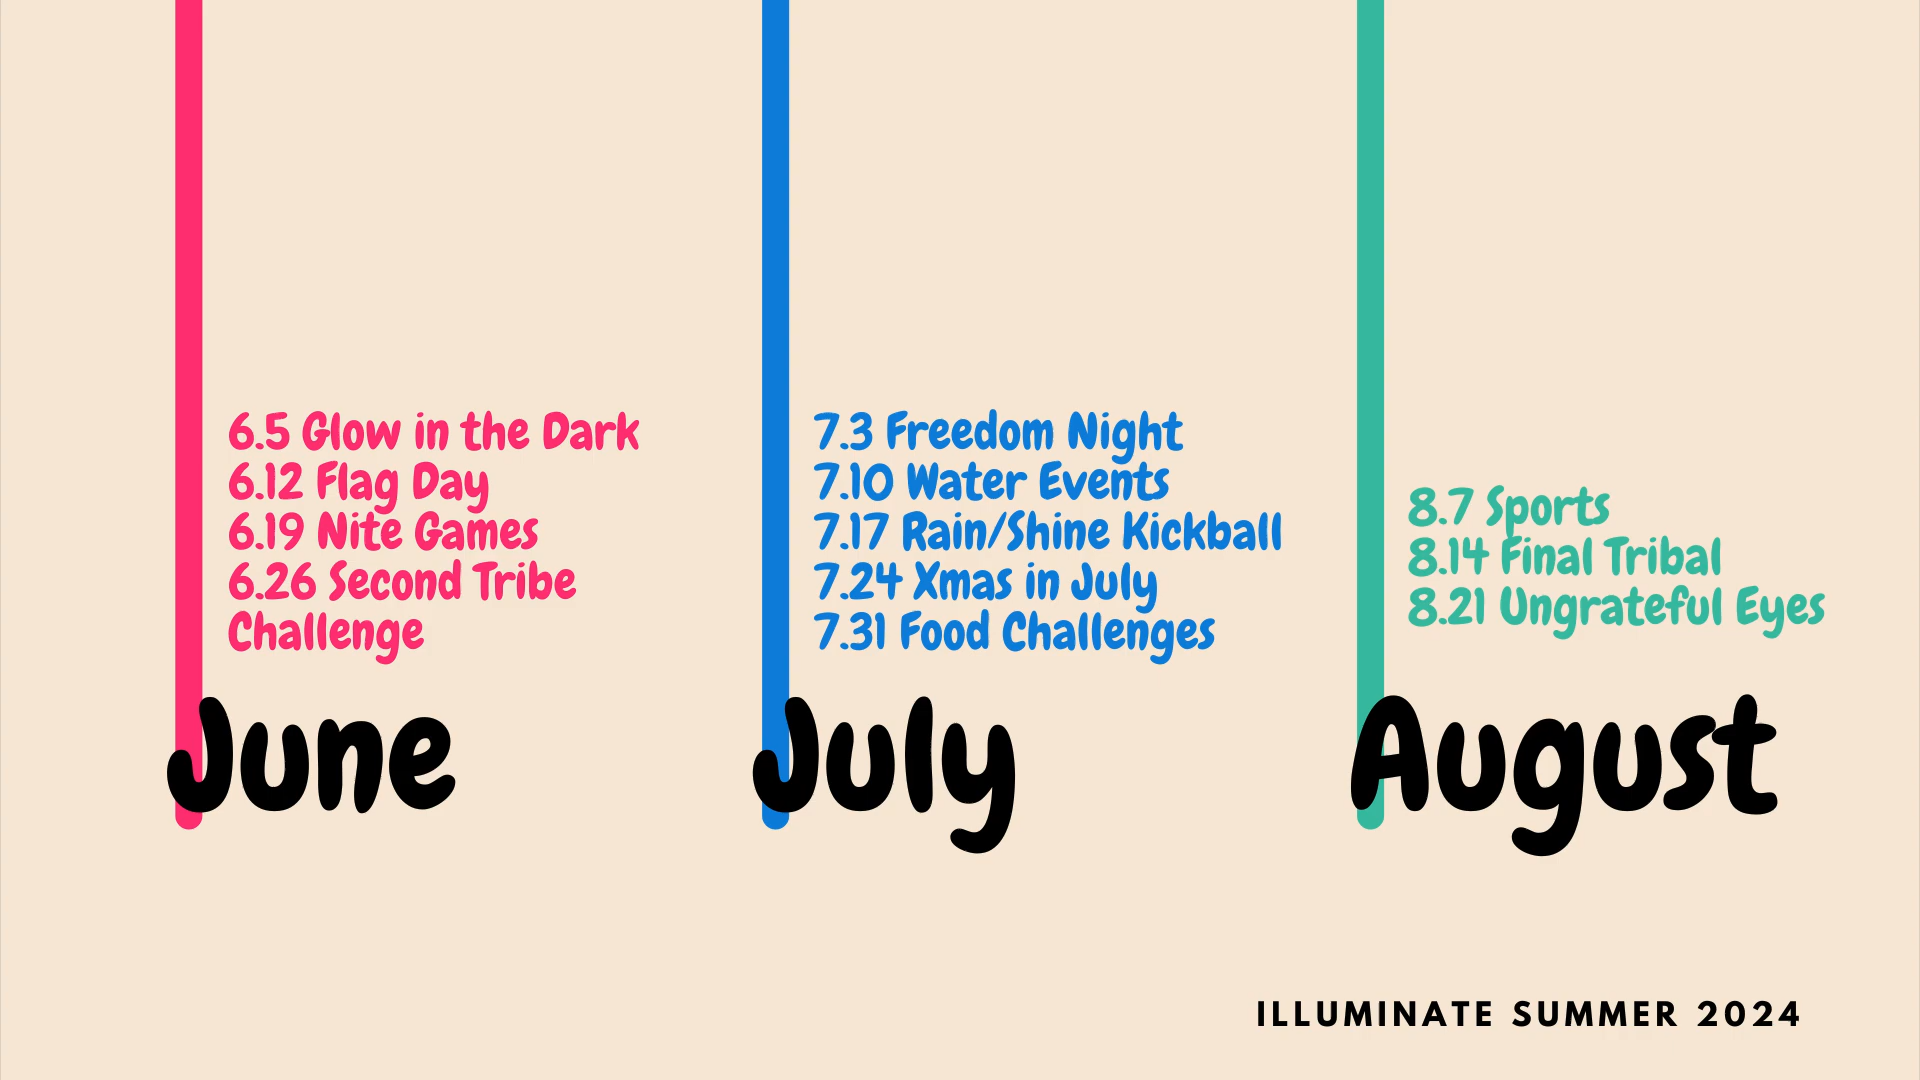 6.5 Glow in the Dark
6.12 Flag Day
6.19 Nite Games
6.26 Second Tribe
Challenge
June
7.3 Freedom Night
7.10 Water Events
7.17 Rain/Shine Kickball
7.24 Xmas in July
7.31 Food Challenges
July
8.7 Sports
8.14 Final Tribal
8.21 Ungrateful Eyes
August
ILLUMINATE SUMMER 2024